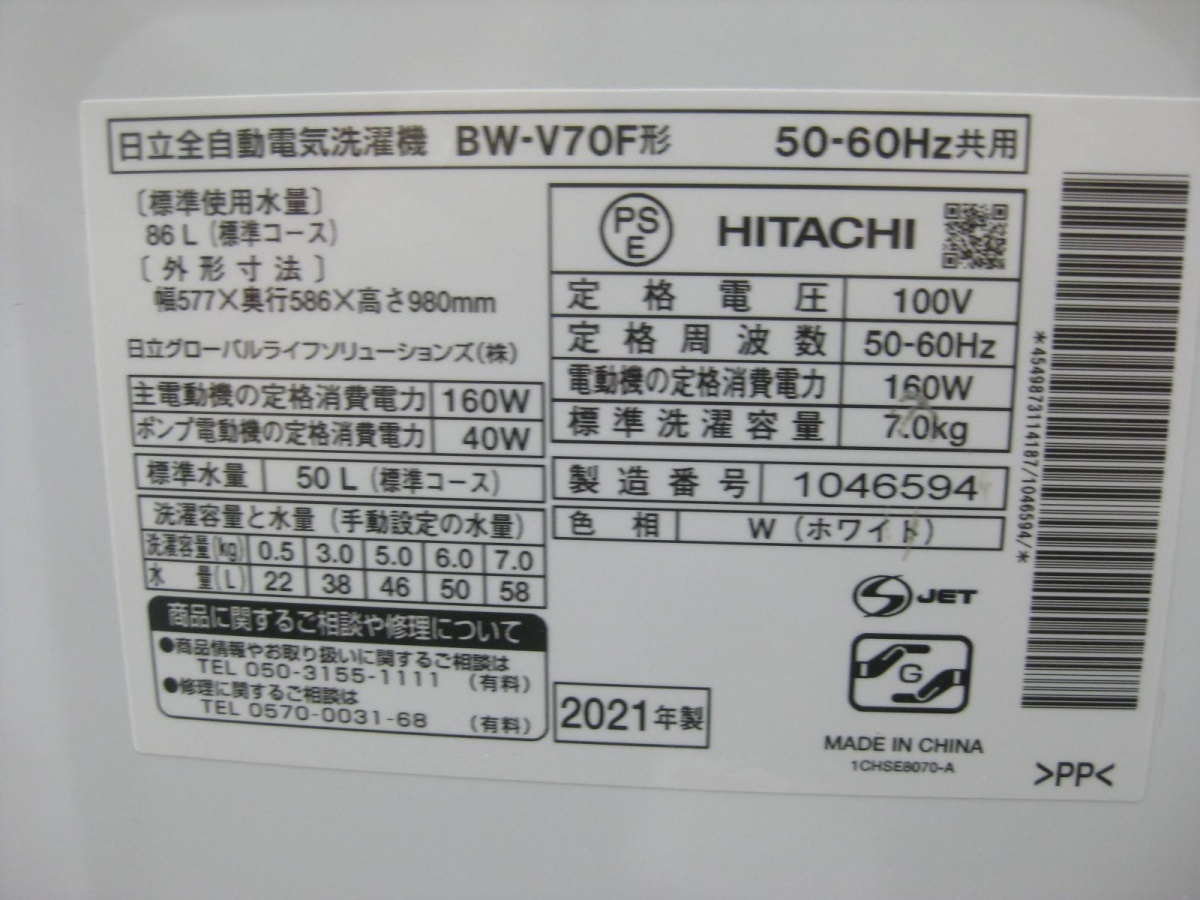 日立全自動電気洗濯機 BW-V70F形 50-60Hz共用
〔標準使用水量〕
86 L (標準コース)
〔外形寸法〕
幅577×奥行586×高さ980mm
日立グローバルライフソリューションズ(株)
主電動機の定格消費電力 160W
ポンプ電動機の定格消費電力 40W
標準水量 50 L (標準コース)
洗濯容量と水量(手動設定の水量)
洗濯容量(kg) 0.5 3.0 5.0 6.0 7.0
水量(L) 22 38 46 50 58
商品に関するご相談や修理について
●商品情報やお取り扱いに関するご相談は
TEL 050-3155-1111 (有料)
●修理に関するご相談は
TEL 0570-0031-68 (有料)
PS
E
HITACHI
定格電圧 100V
定格周波数 50-60Hz
電動機の定格消費電力 160W
標準洗濯容量 7.0kg
製造番号 1046594
色相 W (ホワイト)
S JET
G
2021年製
MADE IN CHINA
1CHSE8070-A
>PP<
*4549873114187/1046594/*